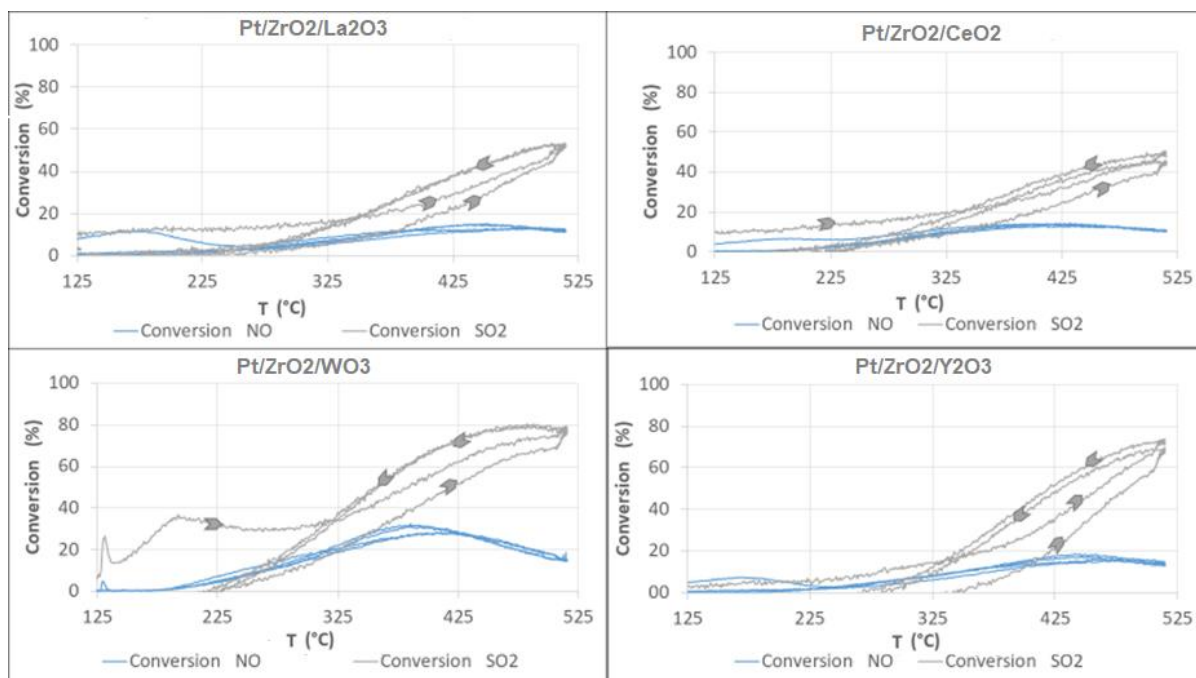 Pt/ZrO2/La2O3
100
80
60
40
20
0
Conversion (%)
125 225 325 425 525
T (°C)
Conversion NO Conversion SO2
Pt/ZrO2/CeO2
100
80
60
40
20
0
Conversion (%)
125 225 325 425 525
T (°C)
Conversion NO Conversion SO2
Pt/ZrO2/WO3
100
80
60
40
20
0
Conversion (%)
125 225 325 425 525
T (°C)
Conversion NO Conversion SO2
Pt/ZrO2/Y2O3
100
80
60
40
20
00
Conversion (%)
125 225 325 425 525
T (°C)
Conversion NO Conversion SO2